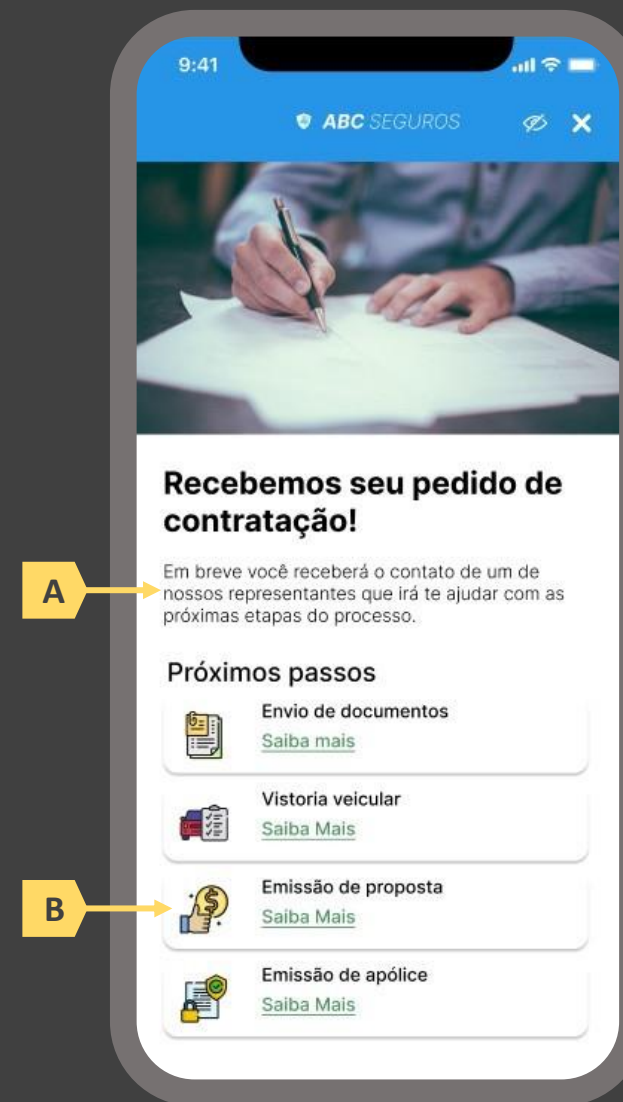 9:41
ABC SEGUROS
Recebemos seu pedido de
contratação!
A
Em breve você receberá o contato de um de
nossos representantes que irá te ajudar com as
próximas etapas do processo.
Próximos passos
Envio de documentos
Saiba mais
Vistoria veicular
Saiba Mais
B
Emissão de proposta
Saiba Mais
Emissão de apólice
Saiba Mais